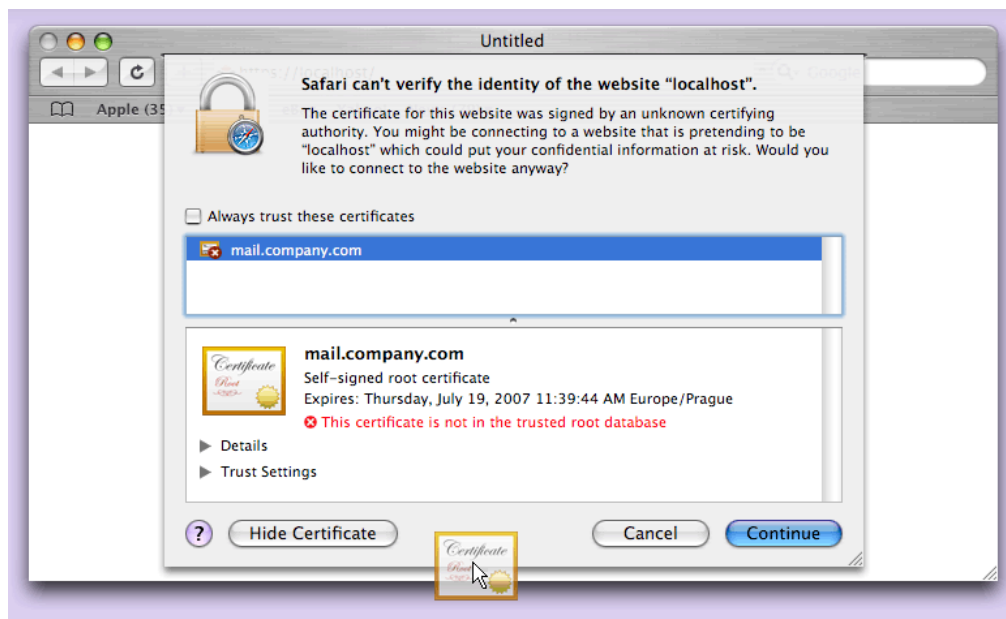 Untitled
https://localhost/
Google
Apple (35
Safari can't verify the identity of the website “localhost”.
The certificate for this website was signed by an unknown certifying
authority. You might be connecting to a website that is pretending to be
“localhost” which could put your confidential information at risk. Would you
like to connect to the website anyway?
Always trust these certificates
mail.company.com
Certificate
Root
mail.company.com
Self-signed root certificate
Expires: Thursday, July 19, 2007 11:39:44 AM Europe/Prague
This certificate is not in the trusted root database
Details
Trust Settings
?
Hide Certificate
Cancel
Continue
Certificate
Root